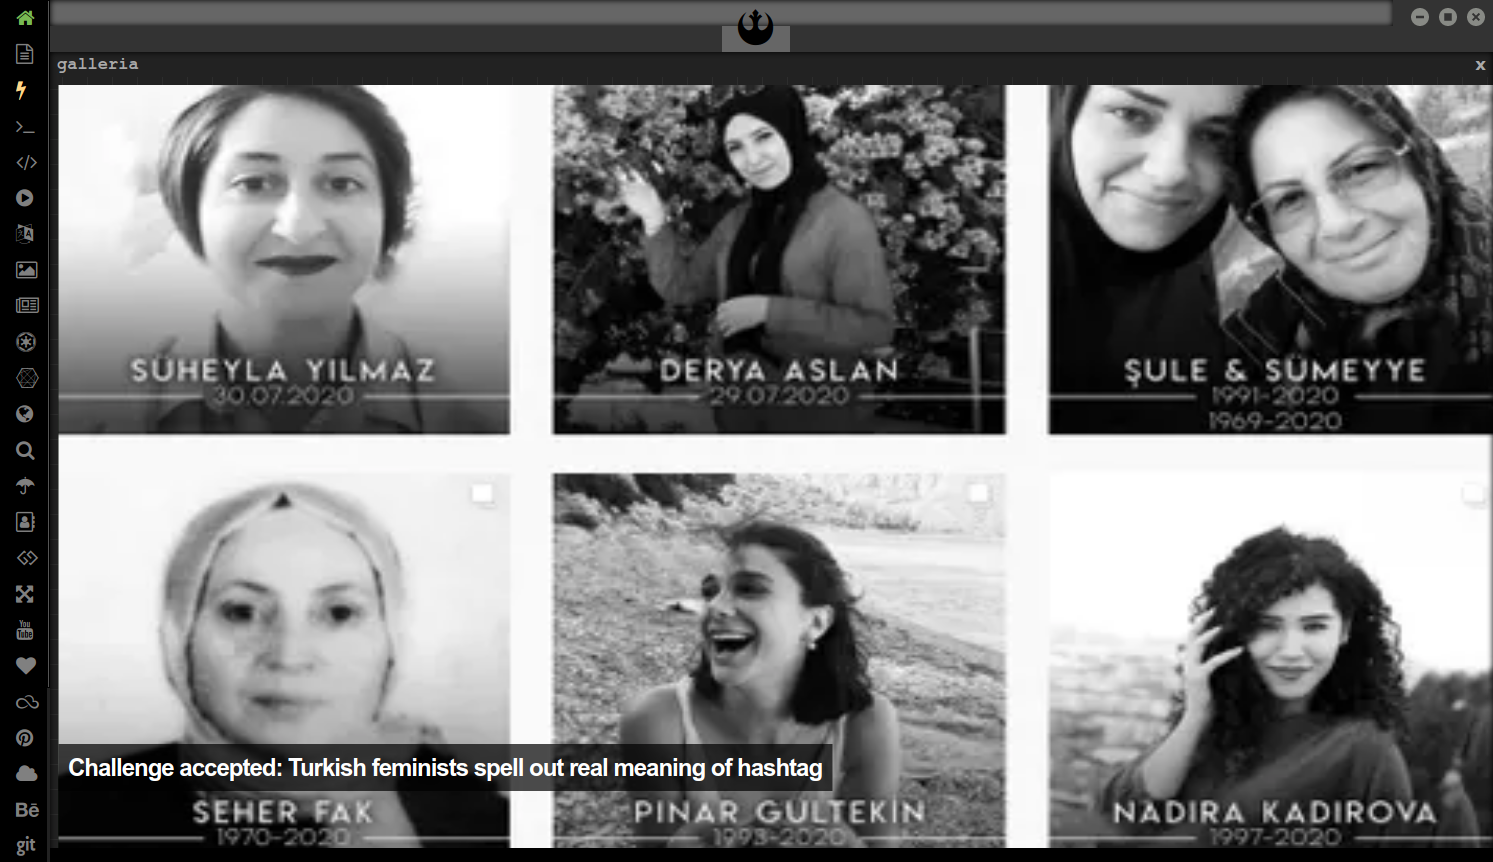 galleria
x
SÜHEYLA YILMAZ
30.07.2020
DERYA ASLAN
29.07.2020
ŞULE & SÜMEYYE
1991-2020
1969-2020
Challenge accepted: Turkish feminists spell out real meaning of hashtag
ŞEHER FAK
1970-2020
PINAR GÜLTEKİN
1993-2020
NADIRA KADIROVA
1997-2020
You
Tube
Bē
git